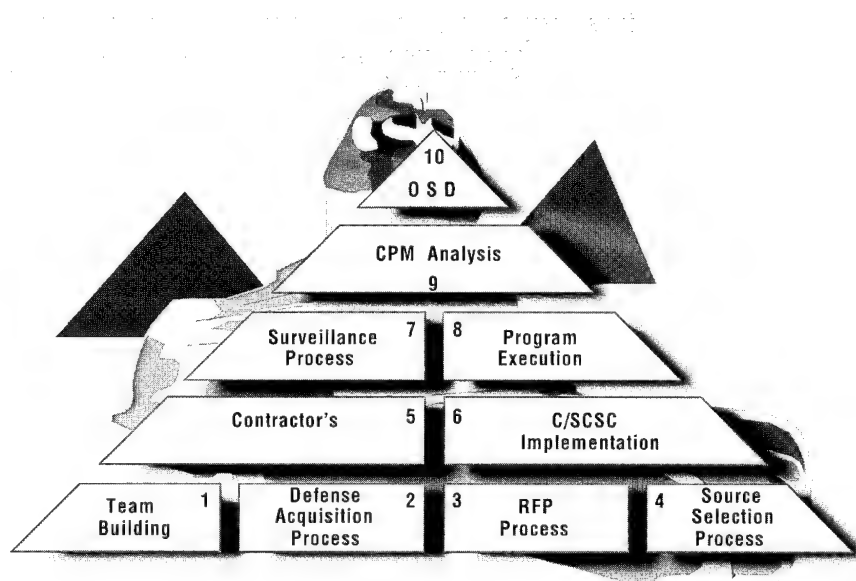 10
OSD
CPM Analysis
9
Surveillance
Process
7
8
Program
Execution
Contractor's
5
6
C/SCSC
Implementation
Team
Building
1
Defense
Acquisition
Process
2
3
RFP
Process
4
Source
Selection
Process